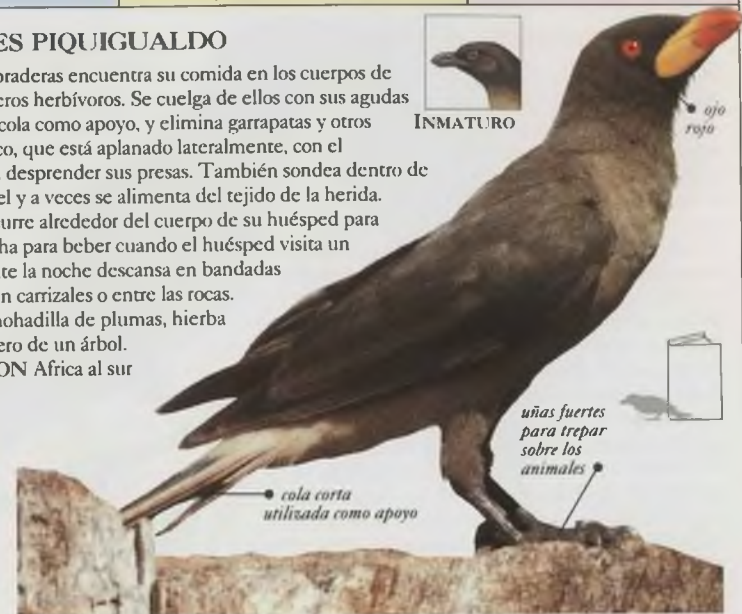 ES PIQUIGUALDO
praderas encuentra su comida en los cuerpos de
eros herbívoros. Se cuelga de ellos con sus agudas
cola como apoyo, y elimina garrapatas y otros
co, que está aplanado lateralmente, con el
desprender sus presas. También sondea dentro de
el y a veces se alimenta del tejido de la herida.
urre alrededor del cuerpo de su huésped para
ha para beber cuando el huésped visita un
te la noche descansa en bandadas
n carrizales o entre las rocas.
mohadilla de plumas, hierba
ero de un árbol.
ON Africa al sur
INMATURO
ojo
rojo
uñas fuertes
para trepar
sobre los
animales
cola corta
utilizada como apoyo